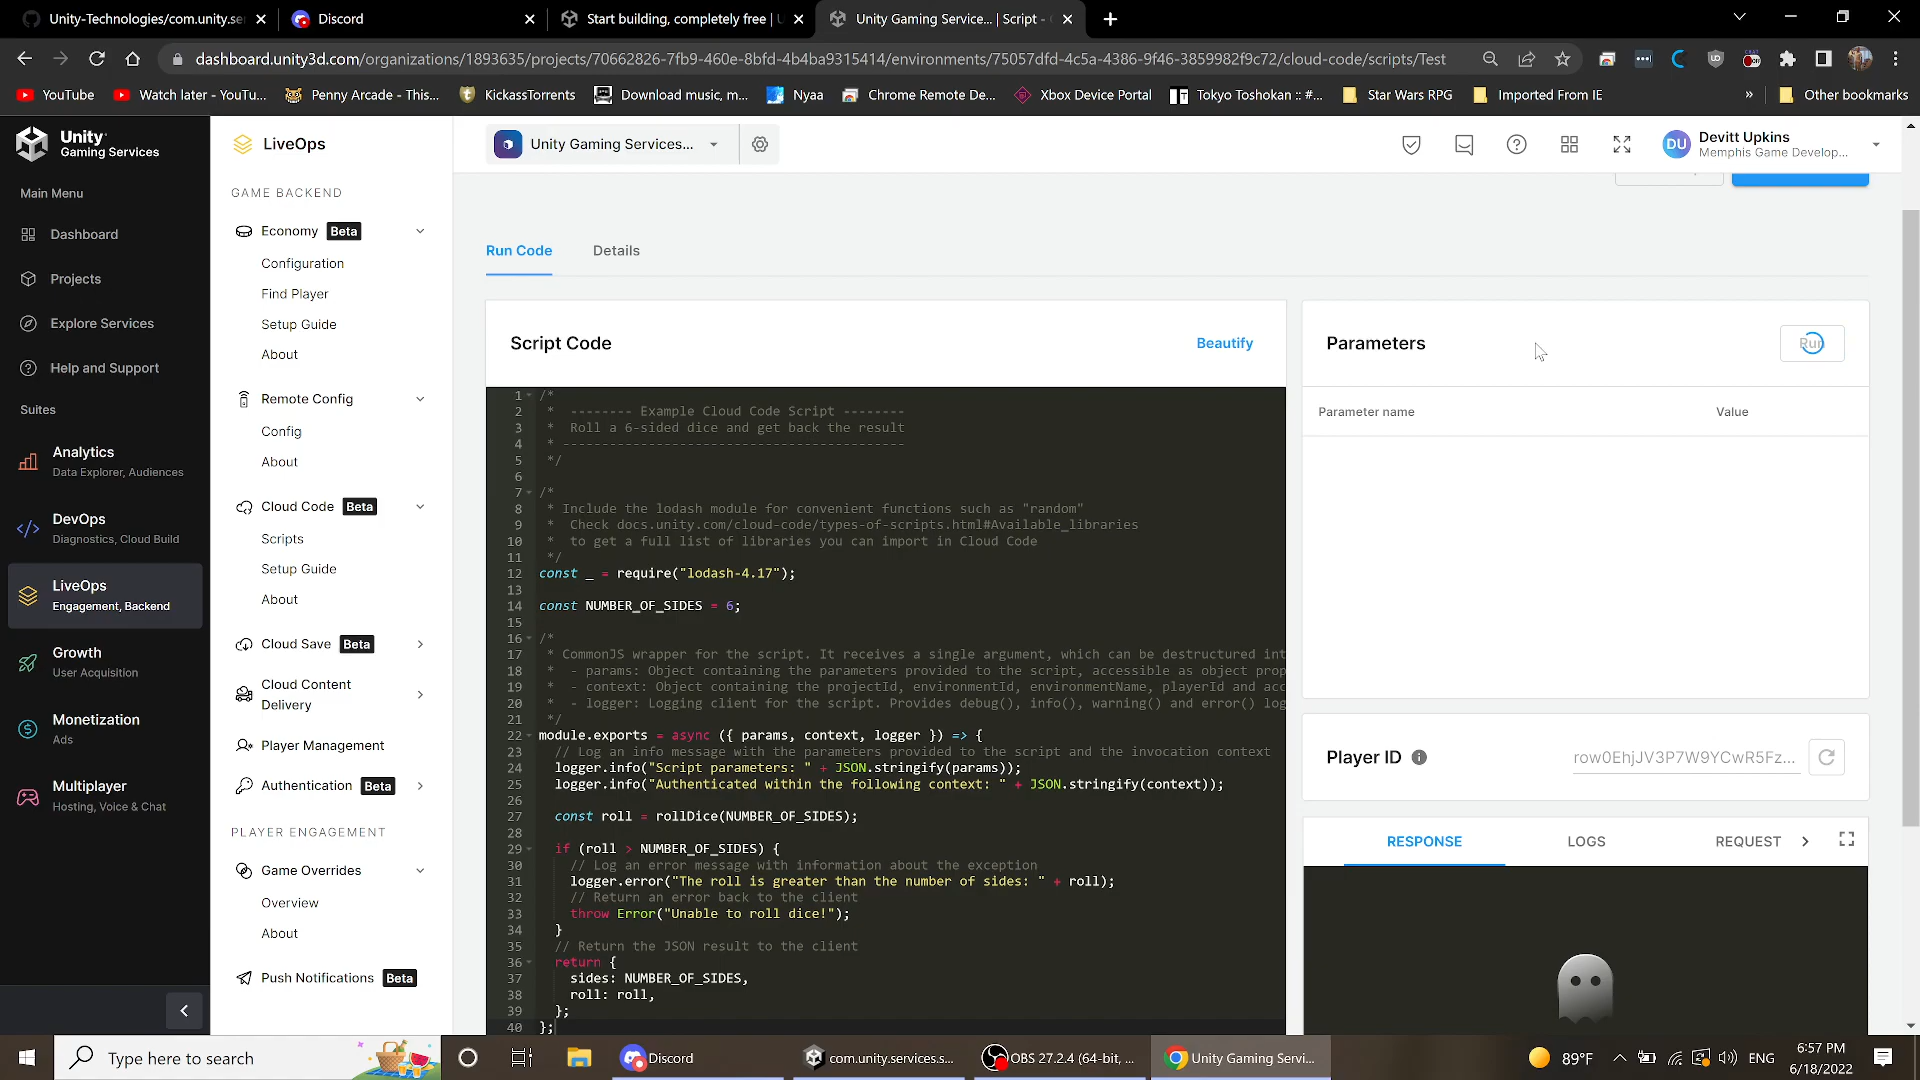 Unity-Technologies/com.unity.se
Discord
Start building, completely free | U
Unity Gaming Service... | Script -
dashboard.unity3d.com/organizations/1893635/projects/70662826-7fb9-460e-8bfd-4b4ba9315414/environments/75057dfd-4c5a-4386-9f46-3859982f9c72/cloud-code/scripts/Test
YouTube
Watch later - YouTu...
Penny Arcade - This...
KickassTorrents
Download music, m...
Nyaa
Chrome Remote De...
Xbox Device Portal
Tokyo Toshokan :: #...
Star Wars RPG
Imported From IE
»
Other bookmarks
Unity
Gaming Services
Main Menu
Dashboard
Projects
Explore Services
Help and Support
Suites
Analytics
Data Explorer, Audiences
DevOps
Diagnostics, Cloud Build
LiveOps
Engagement, Backend
Growth
User Acquisition
Monetization
Ads
Multiplayer
Hosting, Voice & Chat
LiveOps
GAME BACKEND
Economy Beta
Configuration
Find Player
Setup Guide
About
Remote Config
Config
About
Cloud Code Beta
Scripts
Setup Guide
About
Cloud Save Beta
Cloud Content
Delivery
Player Management
Authentication Beta
PLAYER ENGAGEMENT
Game Overrides
Overview
About
Push Notifications Beta
Unity Gaming Services...
DU
Devitt Upkins
Memphis Game Develop...
Run Code
Details
Script Code
Beautify
1 /*
2 * -------- Example Cloud Code Script --------
3 * Roll a 6-sided dice and get back the result
4 * --------------------------------------------
5 */
6
7 /*
8 * Include the lodash module for convenient functions such as "random"
9 * Check docs.unity.com/cloud-code/types-of-scripts.html#Available_libraries
10 * to get a full list of libraries you can import in Cloud Code
11 */
12 const _ = require("lodash-4.17");
13
14 const NUMBER_OF_SIDES = 6;
15
16 /*
17 * CommonJS wrapper for the script. It receives a single argument, which can be destructured int
18 * - params: Object containing the parameters provided to the script, accessible as object prop
19 * - context: Object containing the projectId, environmentId, environmentName, playerId and acc
20 * - logger: Logging client for the script. Provides debug(), info(), warning() and error() log
21 */
22 module.exports = async ({ params, context, logger }) => {
23 // Log an info message with the parameters provided to the script and the invocation context
24 logger.info("Script parameters: " + JSON.stringify(params));
25 logger.info("Authenticated within the following context: " + JSON.stringify(context));
26
27 const roll = rollDice(NUMBER_OF_SIDES);
28
29 if (roll > NUMBER_OF_SIDES) {
30 // Log an error message with information about the exception
31 logger.error("The roll is greater than the number of sides: " + roll);
32 // Return an error back to the client
33 throw Error("Unable to roll dice!");
34 }
35 // Return the JSON result to the client
36 return {
37 sides: NUMBER_OF_SIDES,
38 roll: roll,
39 };
40 };
Parameters
Run
Parameter name
Value
Player ID
row0EhjJV3P7W9YCwR5Fz...
RESPONSE
LOGS
REQUEST
Type here to search
Discord
com.unity.services.s...
OBS 27.2.4 (64-bit, ...
Unity Gaming Servi...
89°F
ENG
6:57 PM
6/18/2022